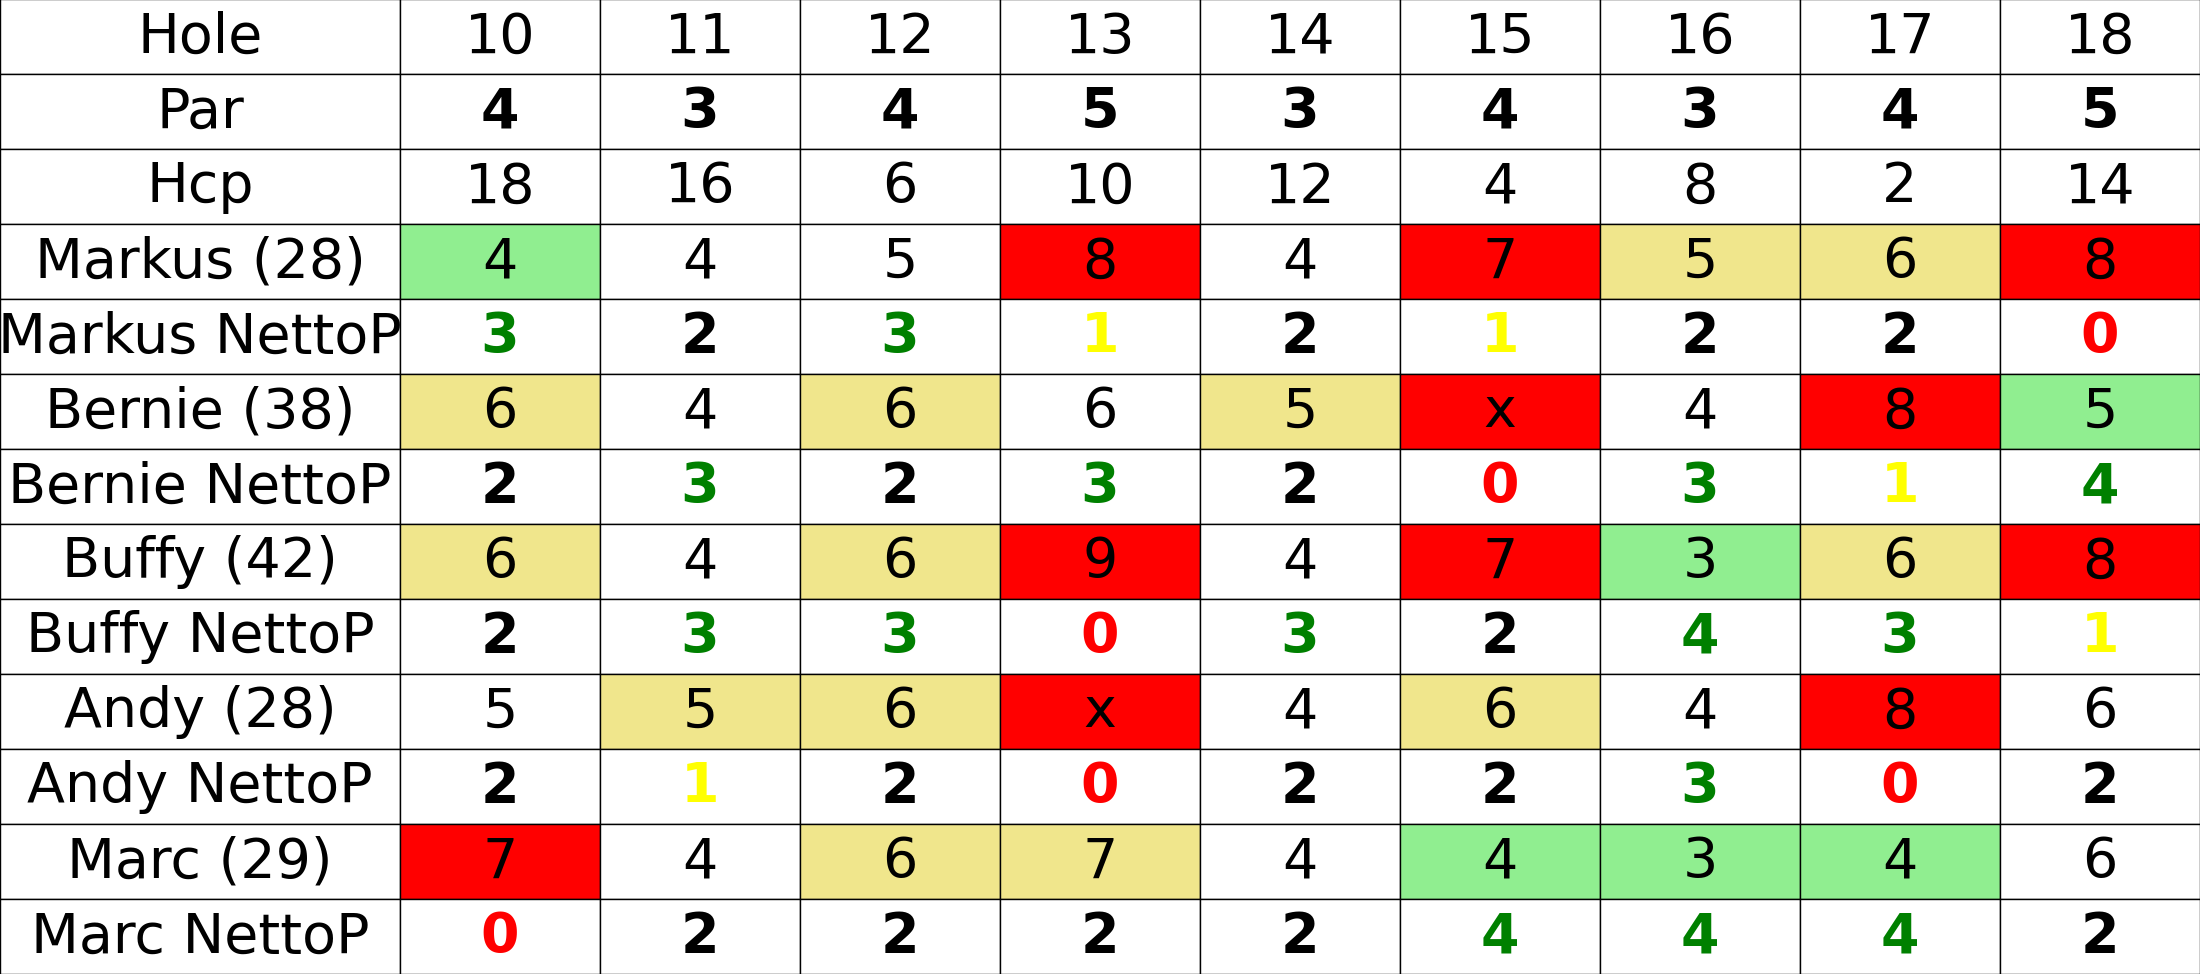 Hole 10 11 12 13 14 15 16 17 18
Par 4 3 4 5 3 4 3 4 5
Hcp 18 16 6 10 12 4 8 2 14
Markus (28) 4 4 5 8 4 7 5 6 8
Markus NettoP 3 2 3 1 2 1 2 2 0
Bernie (38) 6 4 6 6 5 x 4 8 5
Bernie NettoP 2 3 2 3 2 0 3 1 4
Buffy (42) 6 4 6 9 4 7 3 6 8
Buffy NettoP 2 3 3 0 3 2 4 3 1
Andy (28) 5 5 6 x 4 6 4 8 6
Andy NettoP 2 1 2 0 2 2 3 0 2
Marc (29) 7 4 6 7 4 4 3 4 6
Marc NettoP 0 2 2 2 2 4 4 4 2